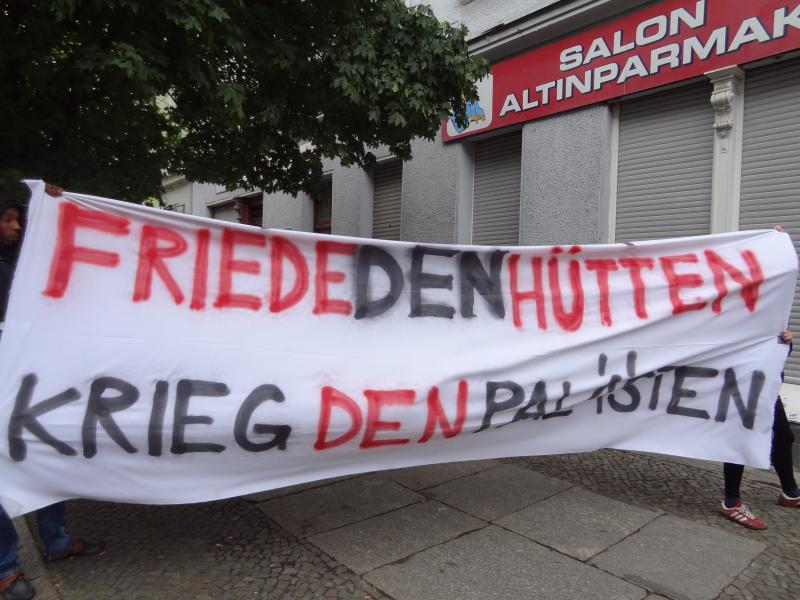 SALON
ALTINPARMAK
FRIEDE DEN HÜTTEN
KRIEG DEN PALÄSTEN